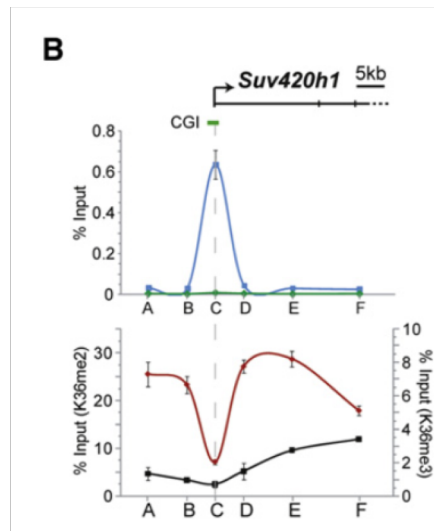 B
Suv420h1
5kb
CGI
0.8
0.6
0.4
0.2
0
% Input
A B C D E F
30
20
10
0
% Input (K36me2)
10
8
6
4
2
0
% Input (K36me3)
A B C D E F